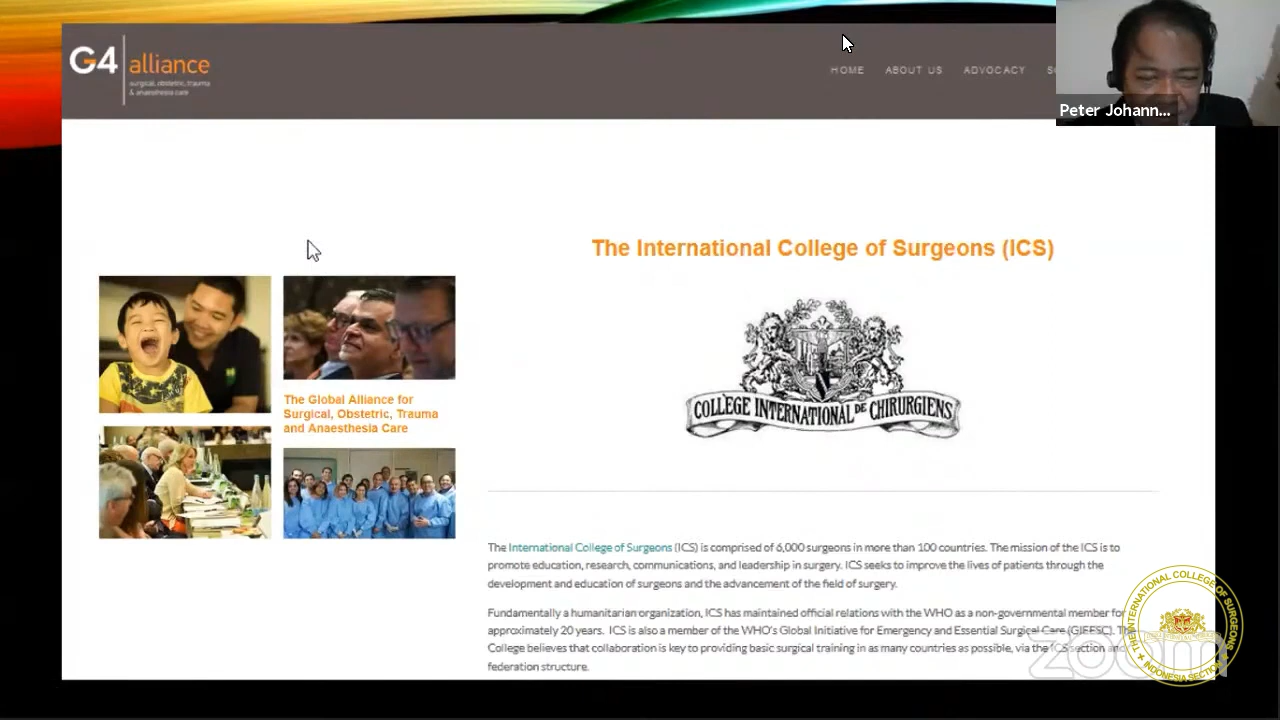 G4 alliance
surgical, obstetric, trauma
& anaesthesia care
HOME ABOUT US ADVOCACY
Peter Johann...
The International College of Surgeons (ICS)
COLLEGE INTERNATIONAL DE CHIRURGIENS
The Global Alliance for
Surgical, Obstetric, Trauma
and Anaesthesia Care
The International College of Surgeons (ICS) is comprised of 6,000 surgeons in more than 100 countries. The mission of the ICS is to
promote education, research, communications, and leadership in surgery. ICS seeks to improve the lives of patients through the
development and education of surgeons and the advancement of the field of surgery.
Fundamentally a humanitarian organization, ICS has maintained official relations with the WHO as a non-governmental member for
approximately 20 years. ICS is also a member of the WHO's Global Initiative for Emergency and Essential Surgical Care (GIEESC). The
College believes that collaboration is key to providing basic surgical training in as many countries as possible, via the ICS section and
federation structure.
zoom
THE INTERNATIONAL COLLEGE OF SURGEONS
INDONESIA SECTION